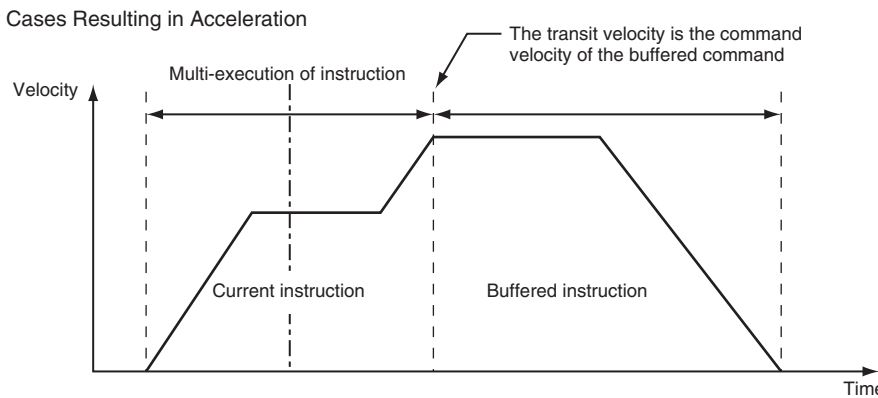 Cases Resulting in Acceleration
The transit velocity is the command
velocity of the buffered command
Multi-execution of instruction
Velocity
Current instruction
Buffered instruction
Time